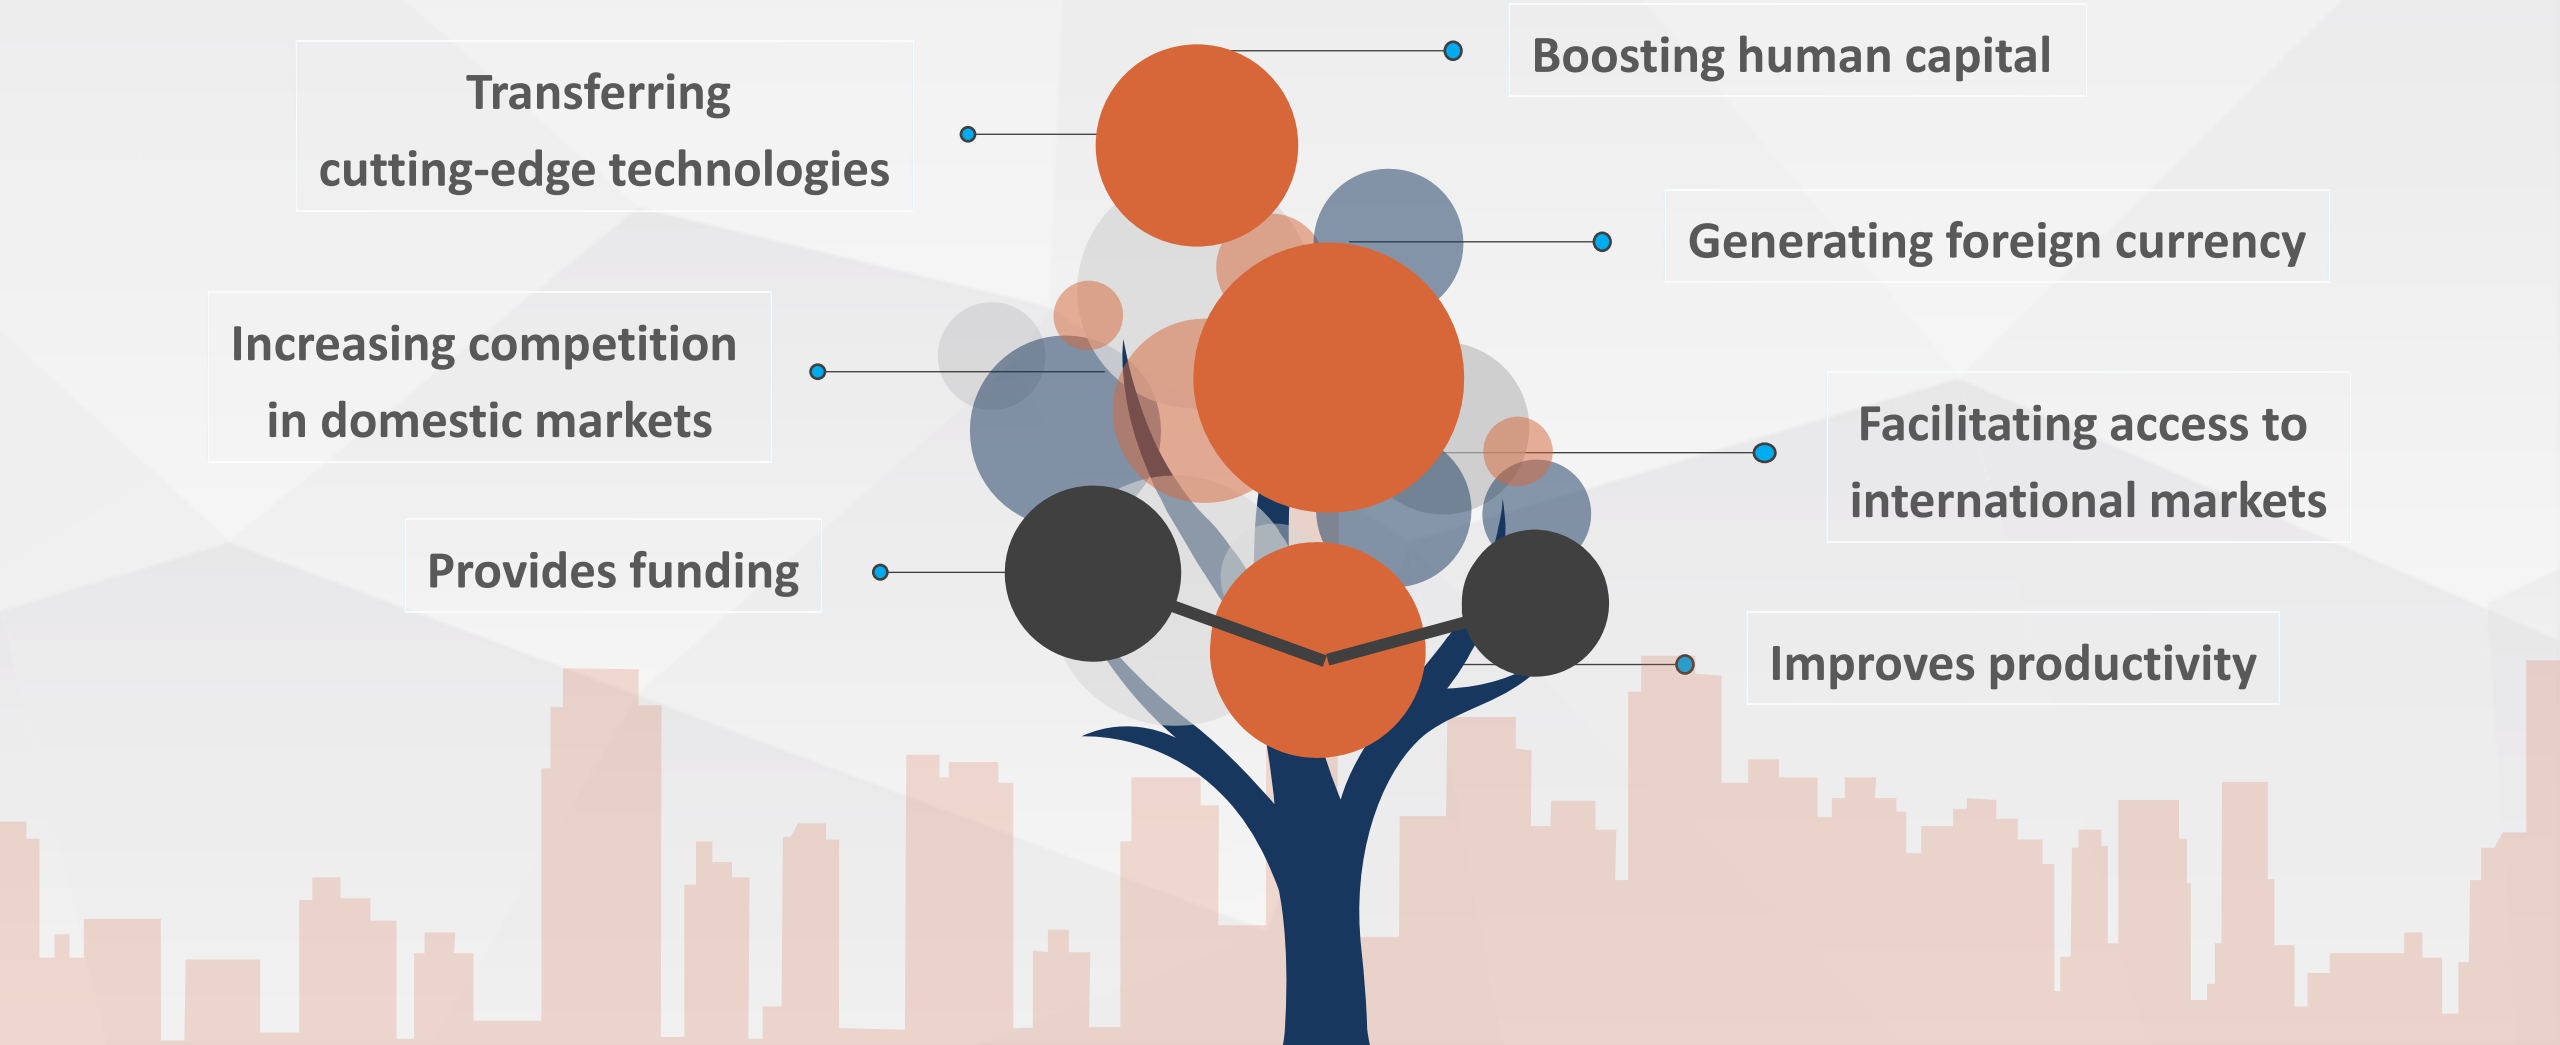 Transferring
cutting-edge technologies
Increasing competition
in domestic markets
Provides funding
Boosting human capital
Generating foreign currency
Facilitating access to
international markets
Improves productivity